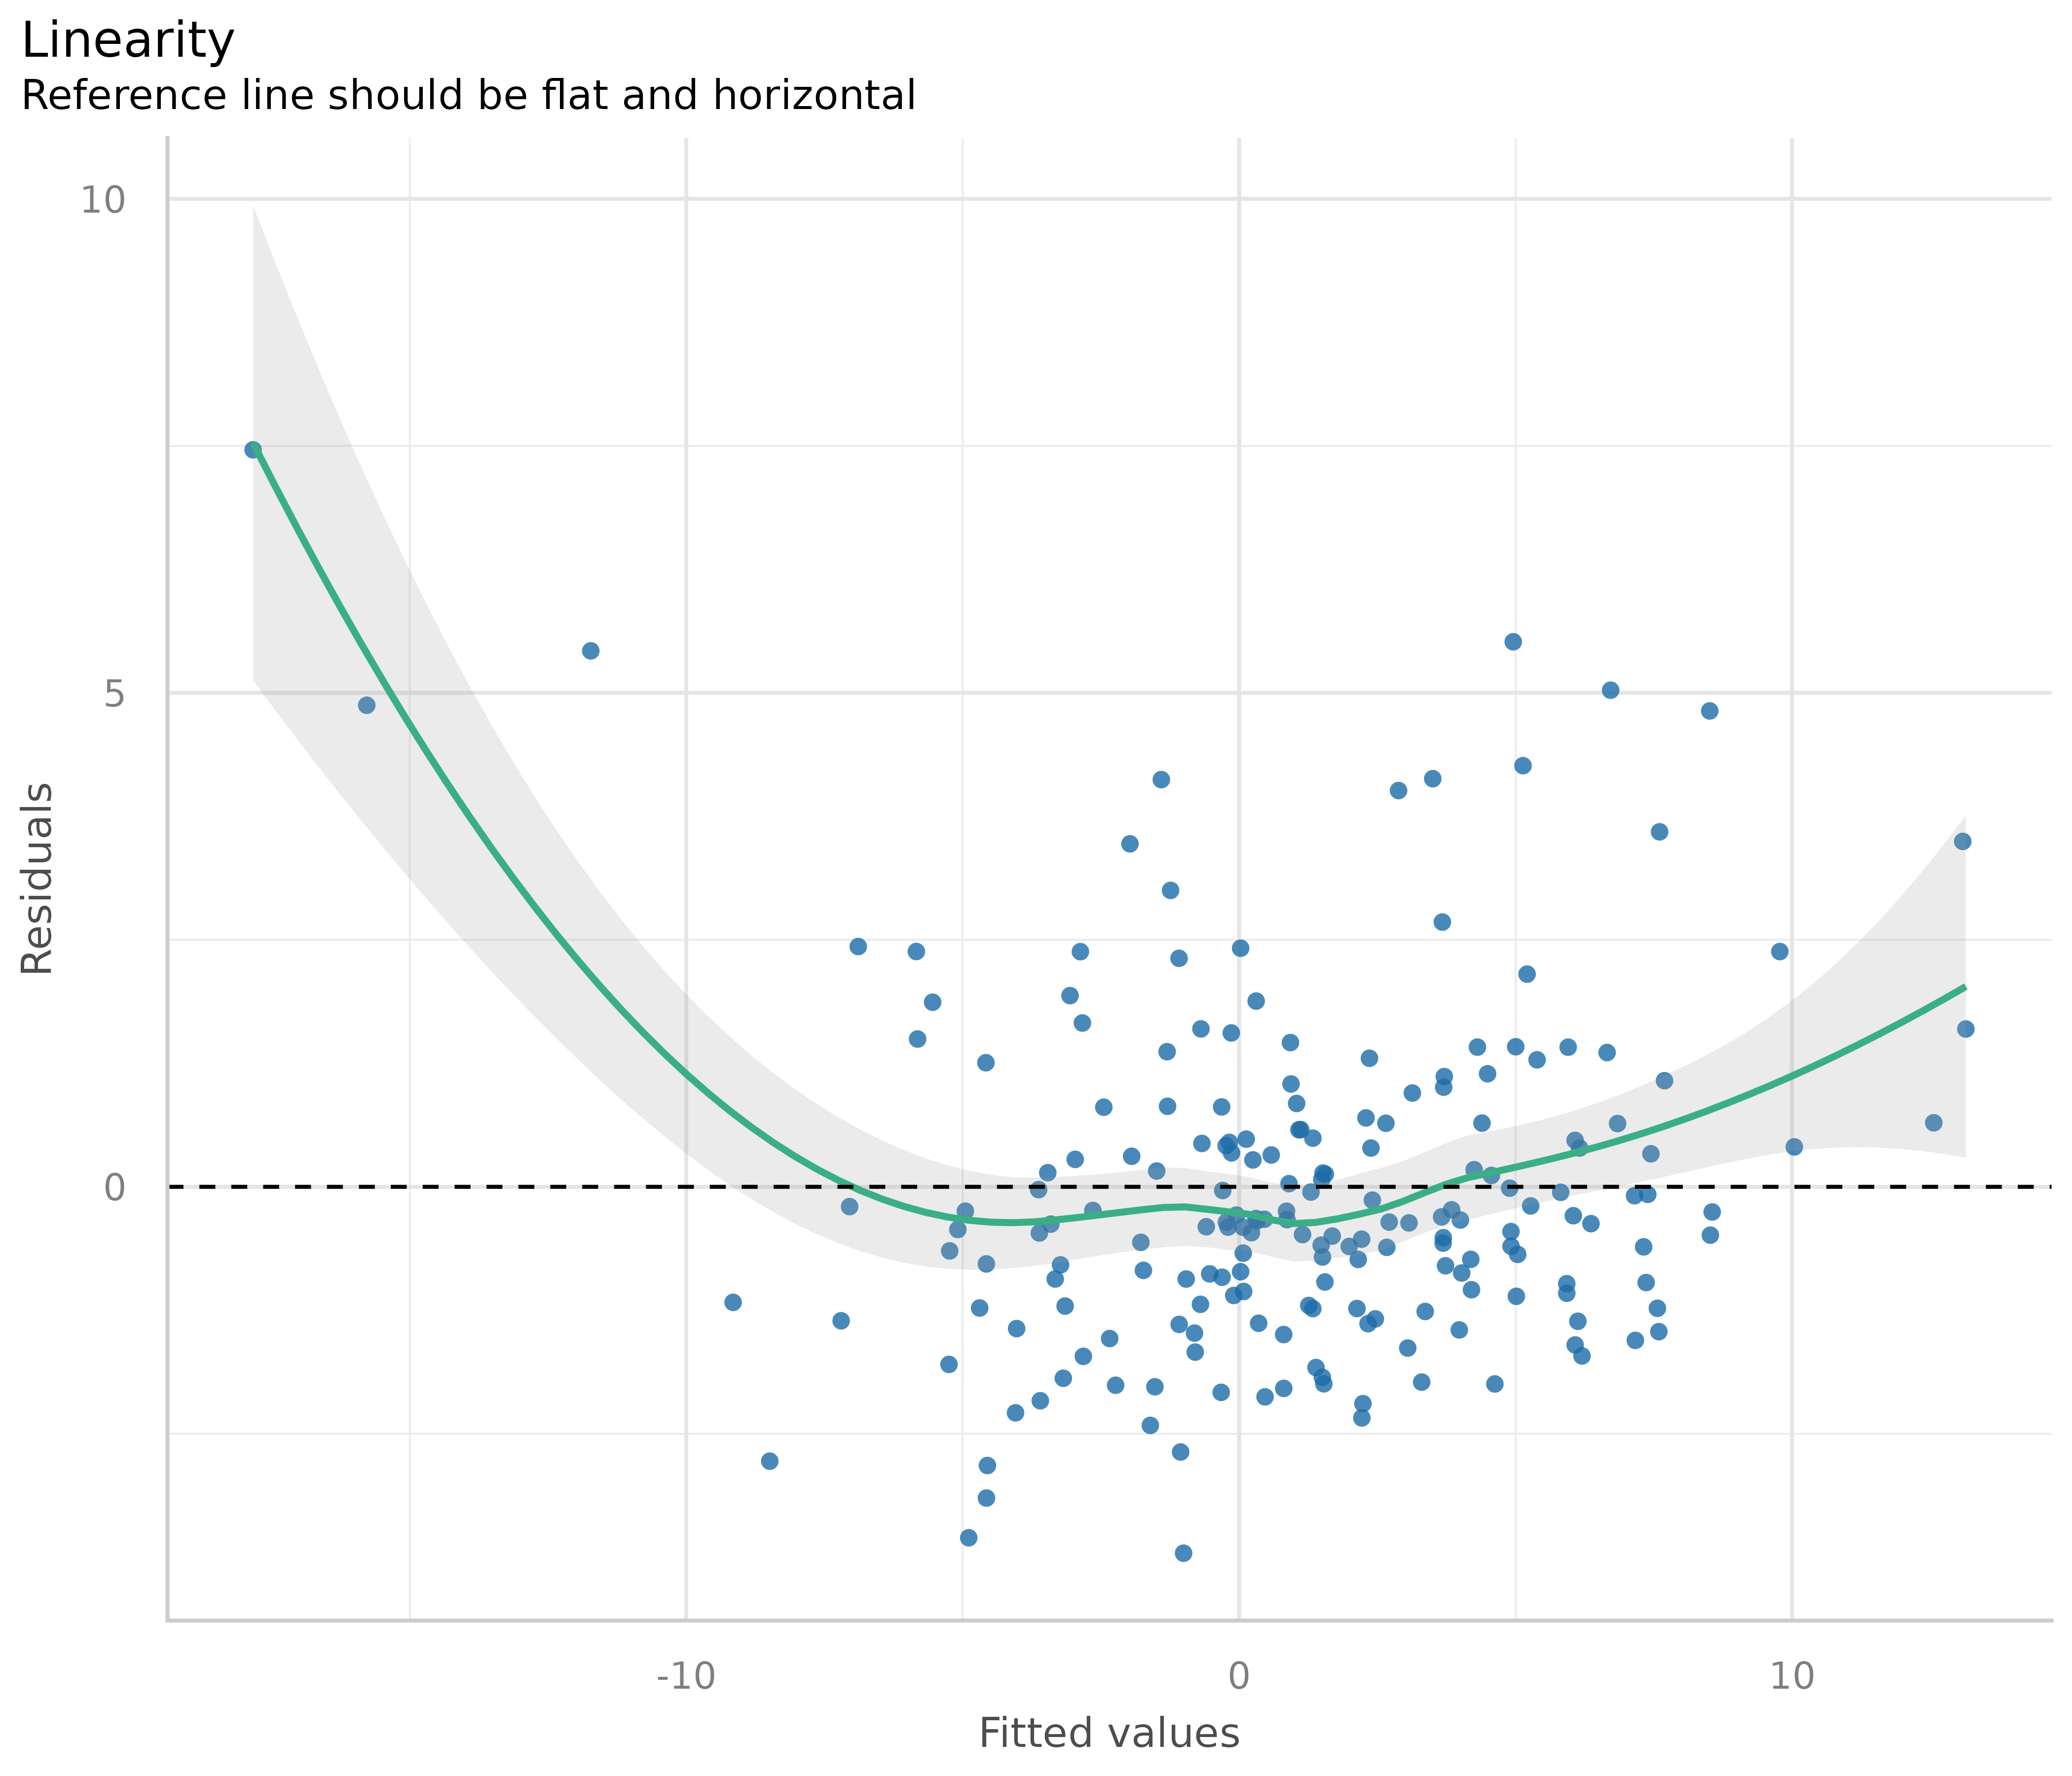 Linearity
Reference line should be flat and horizontal
10
5
0
Residuals
-10
0
10
Fitted values